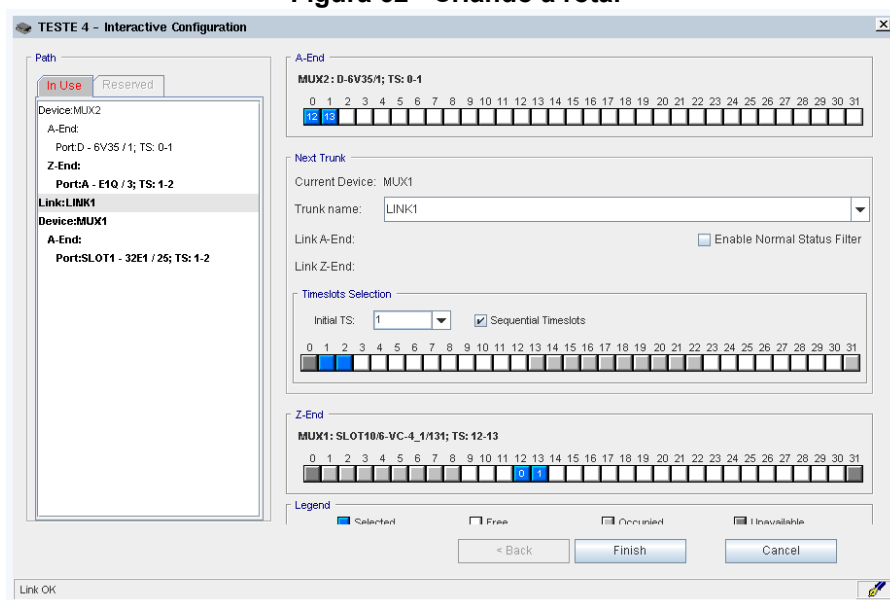 Figura 62 - Criando a rota.
TESTE 4 - Interactive Configuration
Path
In Use Reserved
Device:MUX2
A-End:
Port:D - 6V35 / 1; TS: 0-1
Z-End:
Port:A - E1Q / 3; TS: 1-2
Link:LINK1
Device:MUX1
A-End:
Port:SLOT1 - 32E1 / 25; TS: 1-2
A-End
MUX2: D-6V35/1; TS: 0-1
0 1 2 3 4 5 6 7 8 9 10 11 12 13 14 15 16 17 18 19 20 21 22 23 24 25 26 27 28 29 30 31
12 13
Next Trunk
Current Device: MUX1
Trunk name: LINK1
Link A-End: Enable Normal Status Filter
Link Z-End:
Timeslots Selection
Initial TS: 1 Sequential Timeslots
0 1 2 3 4 5 6 7 8 9 10 11 12 13 14 15 16 17 18 19 20 21 22 23 24 25 26 27 28 29 30 31
Z-End
MUX1: SLOT10/6-VC-4_1/131; TS: 12-13
0 1 2 3 4 5 6 7 8 9 10 11 12 13 14 15 16 17 18 19 20 21 22 23 24 25 26 27 28 29 30 31
0 1
Legend
Selected Free Occupied Unavailable
< Back Finish Cancel
Link OK